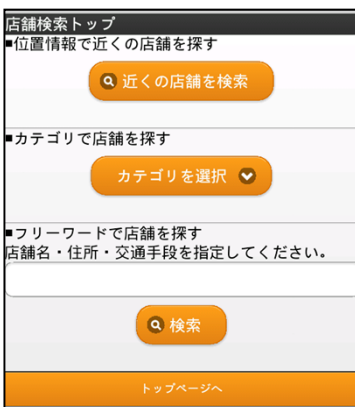 店舗検索トップ
■位置情報で近くの店舗を探す
近くの店舗を検索
■カテゴリで店舗を探す
カテゴリを選択
■フリーワードで店舗を探す
店舗名・住所・交通手段を指定してください。
検索
トップページへ